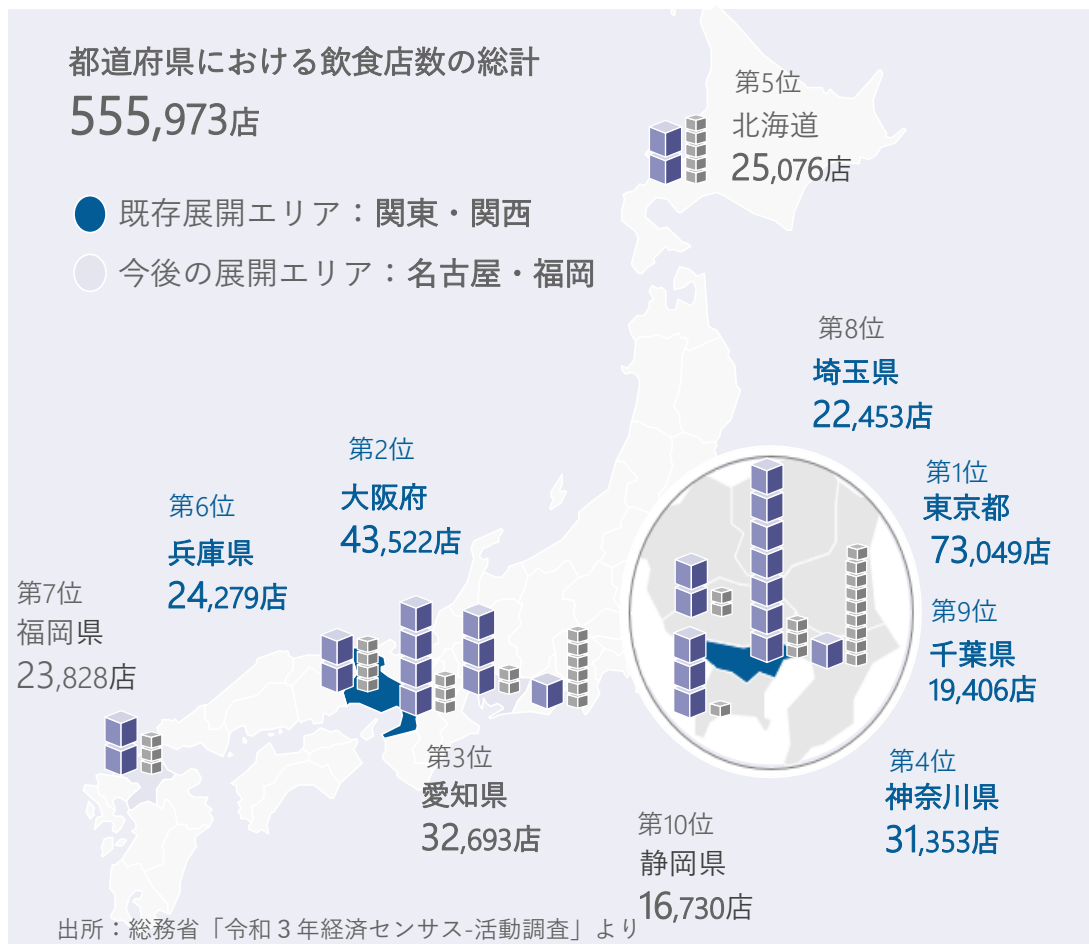 都道府県における飲食店数の総計
555,973店
既存展開エリア：関東・関西
今後の展開エリア：名古屋・福岡
第5位
北海道
25,076店
第8位
埼玉県
22,453店
第1位
東京都
73,049店
第9位
千葉県
19,406店
第4位
神奈川県
31,353店
第2位
大阪府
43,522店
第6位
兵庫県
24,279店
第7位
福岡県
23,828店
第3位
愛知県
32,693店
第10位
静岡県
16,730店
出所：総務省「令和３年経済センサス-活動調査」より